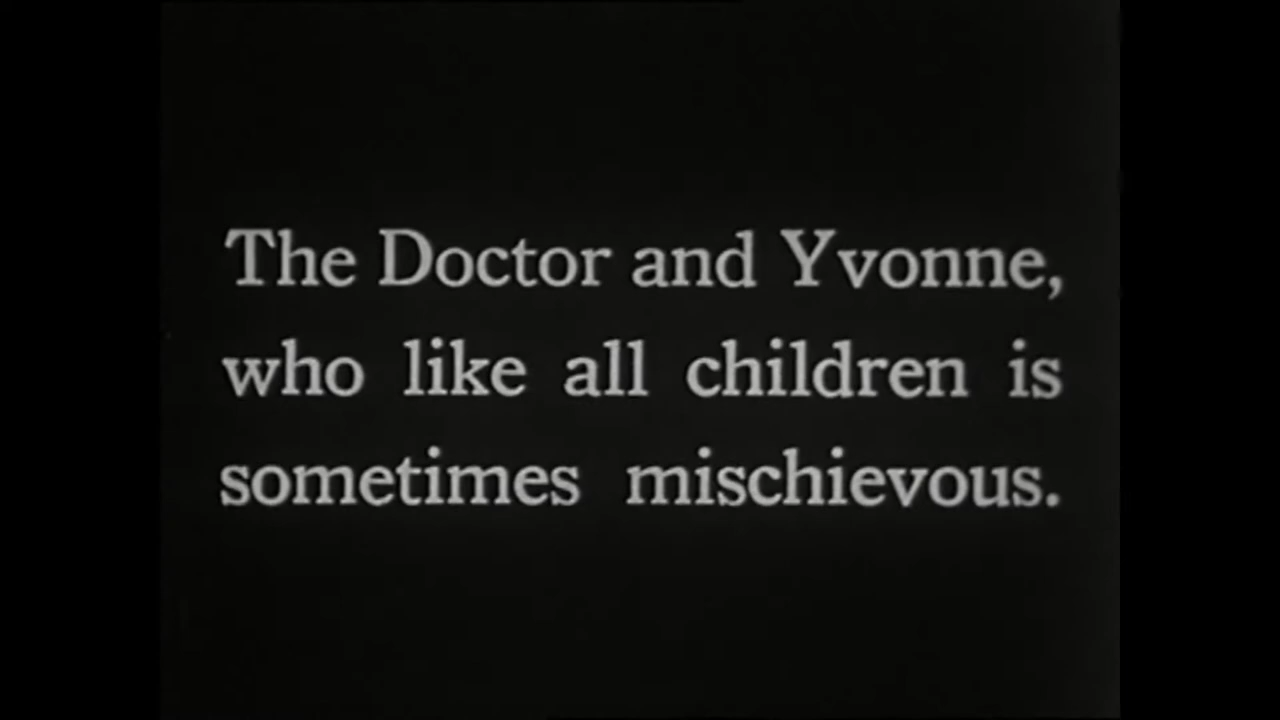 The Doctor and Yvonne,
who like all children is
sometimes mischievous.